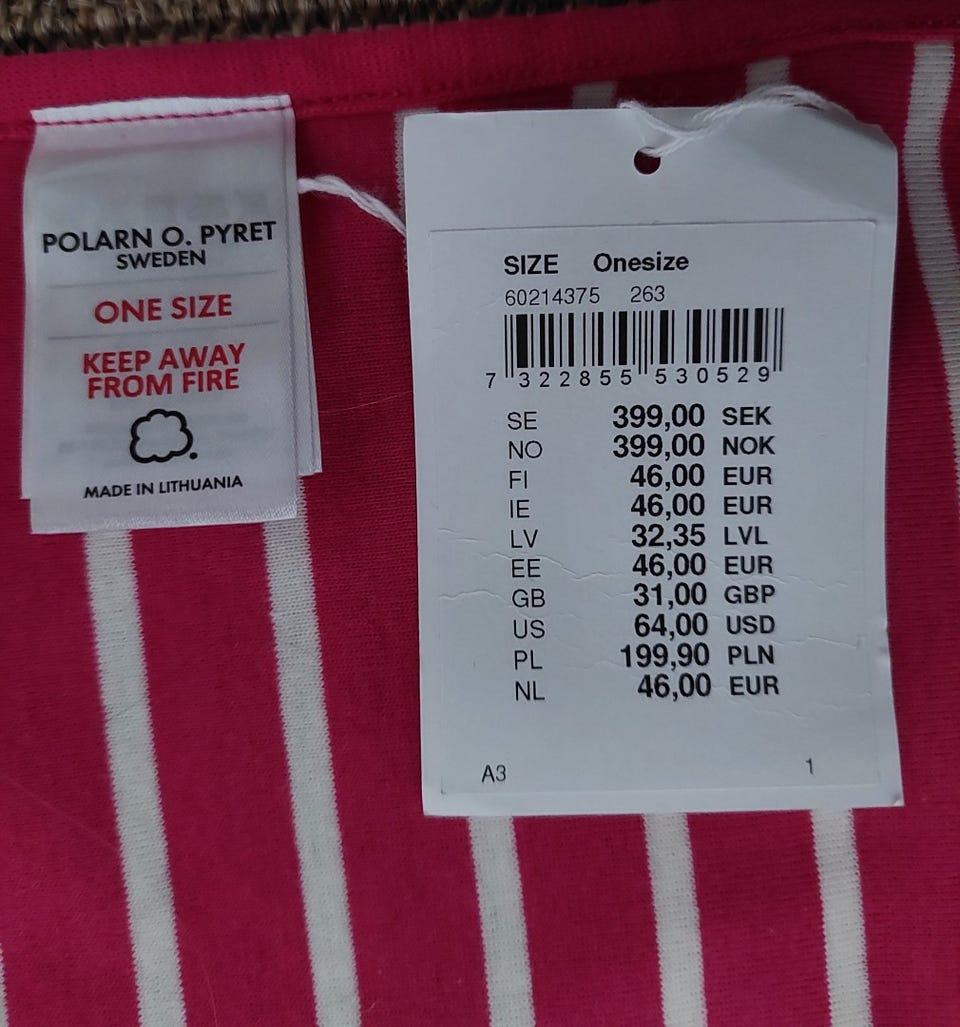 POLARN O. PYRET
SWEDEN
ONE SIZE
KEEP AWAY
FROM FIRE
MADE IN LITHUANIA
SIZE Onesize
60214375 263
7 322855 530529
SE 399,00 SEK
NO 399,00 NOK
FI 46,00 EUR
IE 46,00 EUR
LV 32,35 LVL
EE 46,00 EUR
GB 31,00 GBP
US 64,00 USD
PL 199,90 PLN
NL 46,00 EUR
A3 1